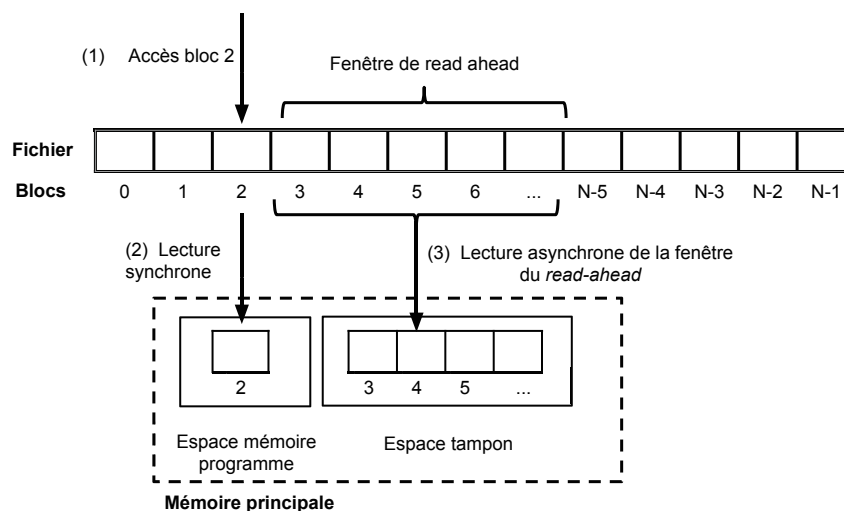 (1) Accès bloc 2
Fenêtre de read ahead
Fichier
Blocs 0 1 2 3 4 5 6 ... N-5 N-4 N-3 N-2 N-1
(2) Lecture
synchrone
(3) Lecture asynchrone de la fenêtre
du read-ahead
2 3 4 5 ...
Espace mémoire
programme
Espace tampon
Mémoire principale